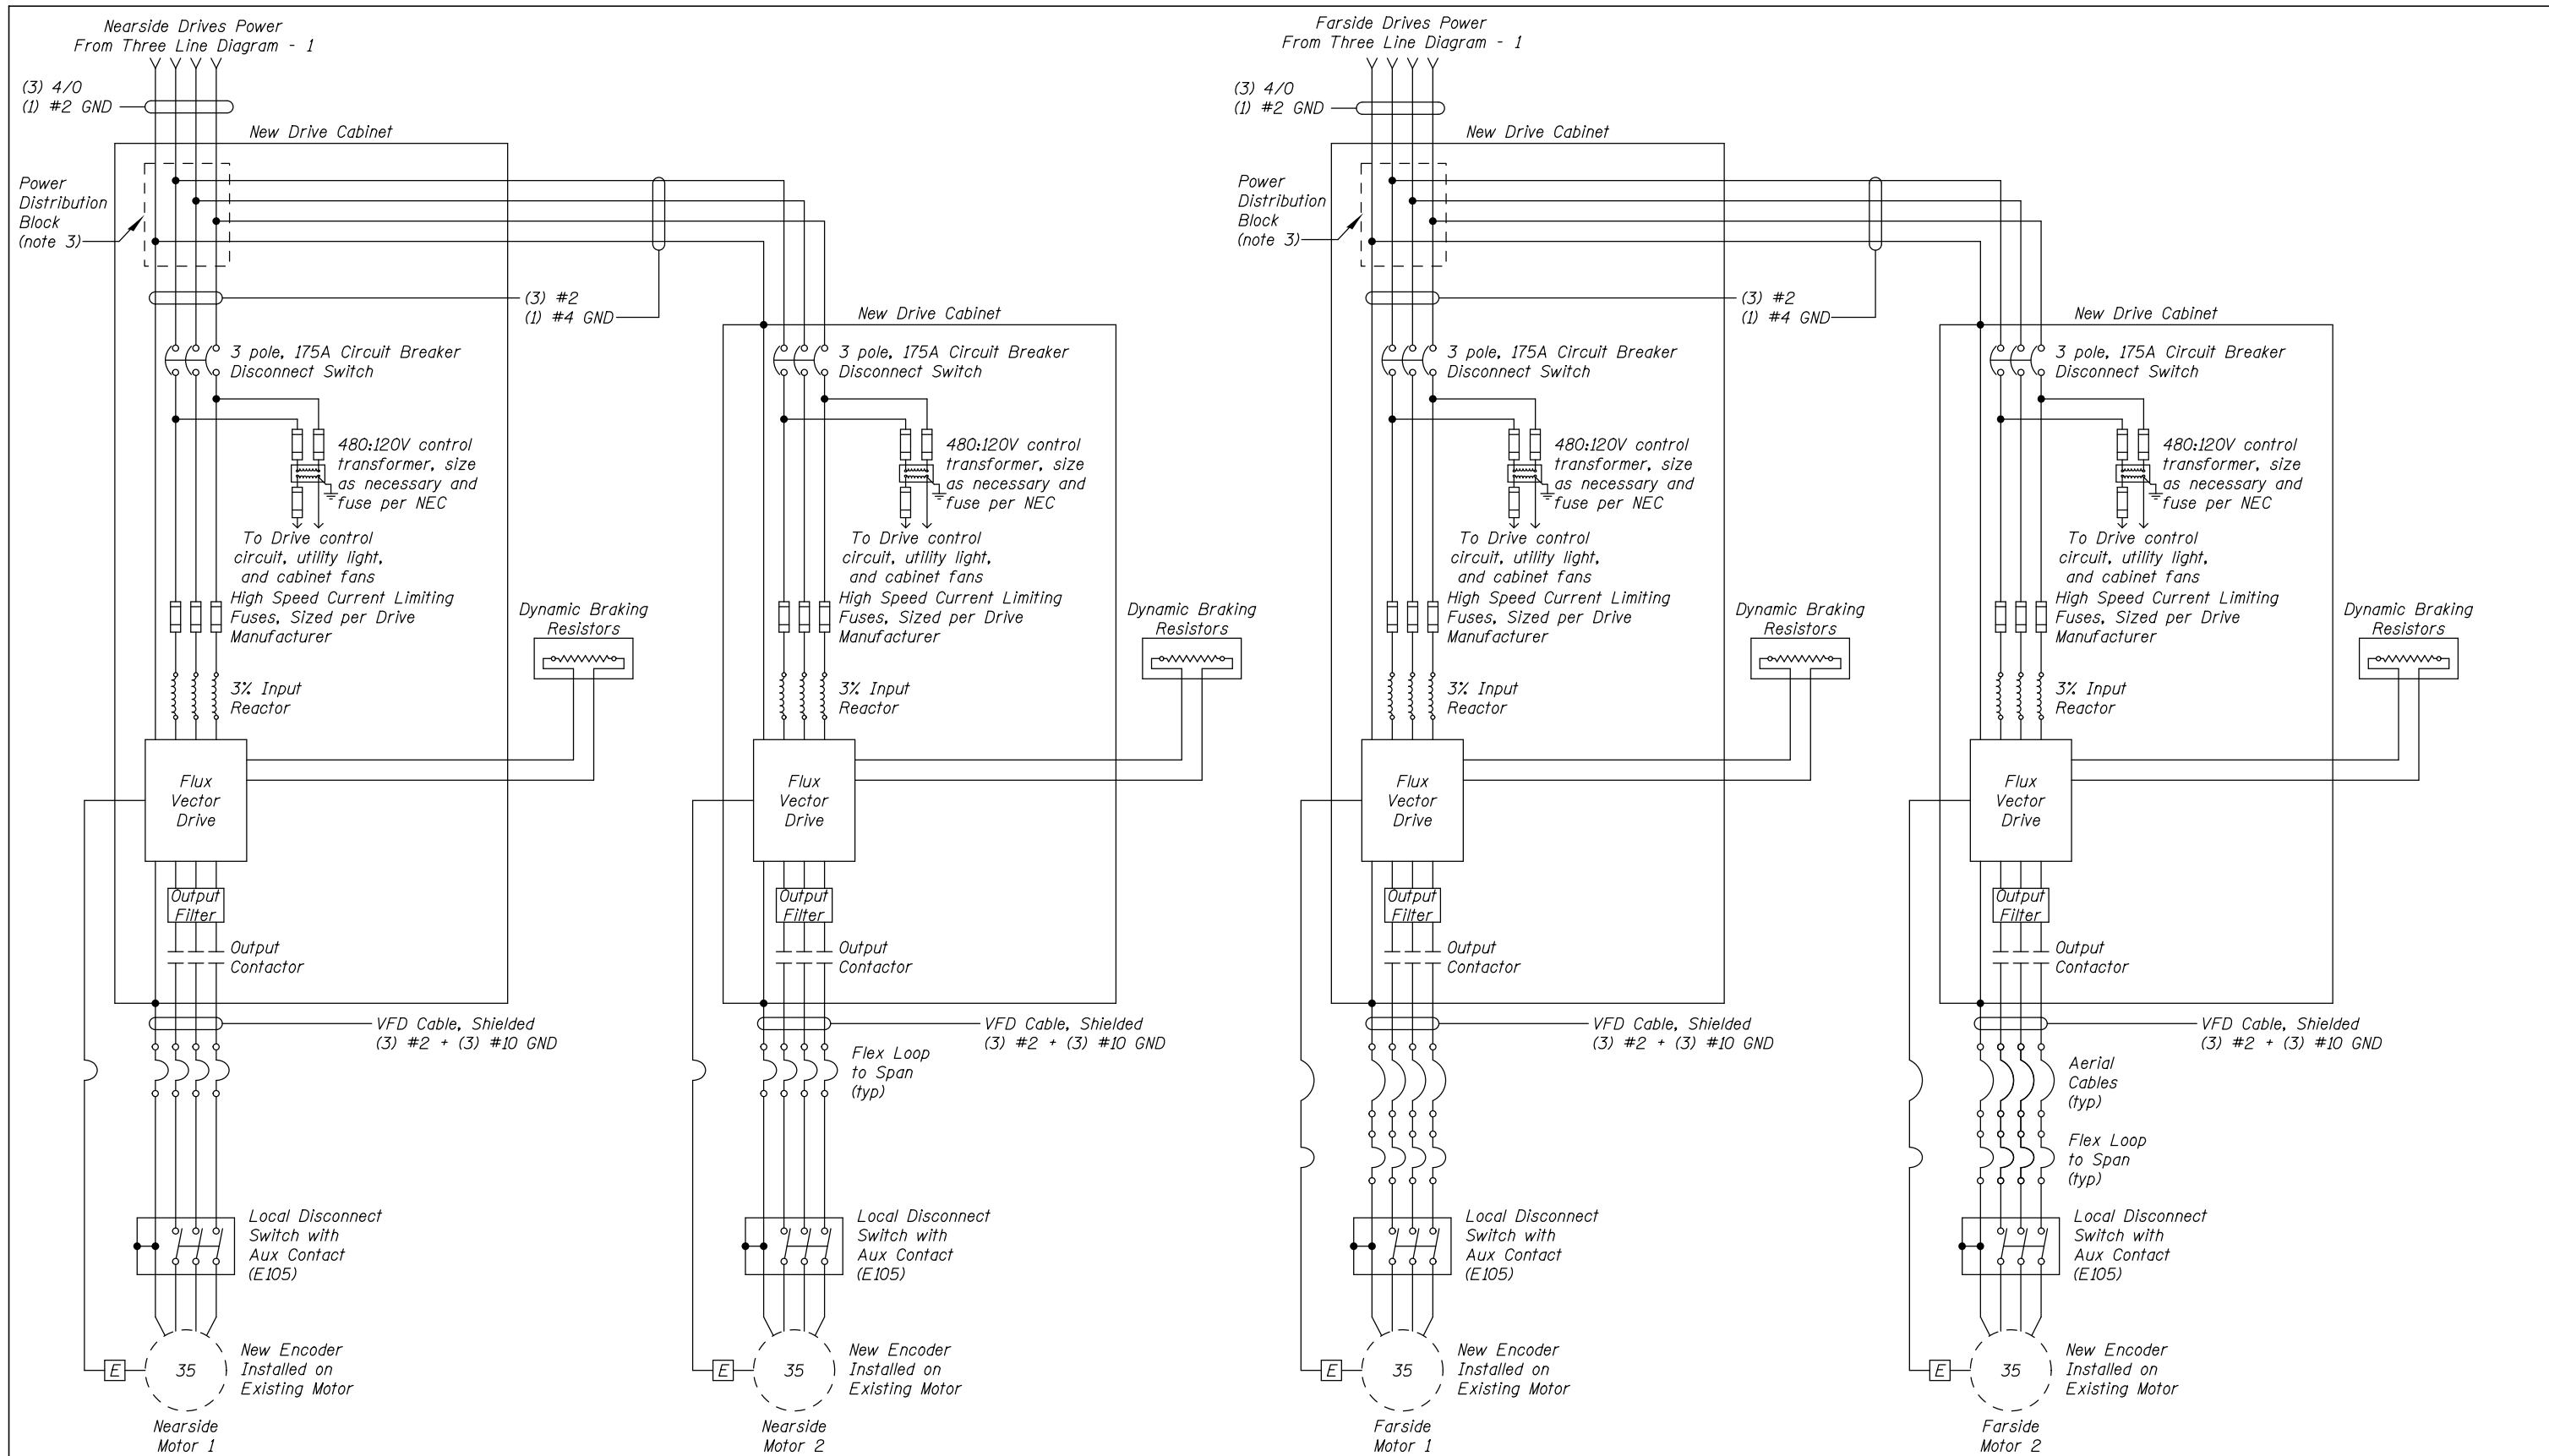 Nearside Drives Power
From Three Line Diagram - 1
(3) 4/0
(1) #2 GND
New Drive Cabinet
Power
Distribution
Block
(note 3)
(3) #2
(1) #4 GND
3 pole, 175A Circuit Breaker
Disconnect Switch
480:120V control
transformer, size
as necessary and
fuse per NEC
To Drive control
circuit, utility light,
and cabinet fans
High Speed Current Limiting
Fuses, Sized per Drive
Manufacturer
Dynamic Braking
Resistors
3% Input
Reactor
Flux
Vector
Drive
Output
Filter
Output
Contactor
VFD Cable, Shielded
(3) #2 + (3) #10 GND
Local Disconnect
Switch with
Aux Contact
(E105)
E
35
New Encoder
Installed on
Existing Motor
Nearside
Motor 1
New Drive Cabinet
3 pole, 175A Circuit Breaker
Disconnect Switch
480:120V control
transformer, size
as necessary and
fuse per NEC
To Drive control
circuit, utility light,
and cabinet fans
High Speed Current Limiting
Fuses, Sized per Drive
Manufacturer
Dynamic Braking
Resistors
3% Input
Reactor
Flux
Vector
Drive
Output
Filter
Output
Contactor
VFD Cable, Shielded
(3) #2 + (3) #10 GND
Flex Loop
to Span
(typ)
Local Disconnect
Switch with
Aux Contact
(E105)
E
35
New Encoder
Installed on
Existing Motor
Nearside
Motor 2
Farside Drives Power
From Three Line Diagram - 1
(3) 4/0
(1) #2 GND
New Drive Cabinet
Power
Distribution
Block
(note 3)
(3) #2
(1) #4 GND
3 pole, 175A Circuit Breaker
Disconnect Switch
480:120V control
transformer, size
as necessary and
fuse per NEC
To Drive control
circuit, utility light,
and cabinet fans
High Speed Current Limiting
Fuses, Sized per Drive
Manufacturer
Dynamic Braking
Resistors
3% Input
Reactor
Flux
Vector
Drive
Output
Filter
Output
Contactor
VFD Cable, Shielded
(3) #2 + (3) #10 GND
Local Disconnect
Switch with
Aux Contact
(E105)
E
35
New Encoder
Installed on
Existing Motor
Farside
Motor 1
New Drive Cabinet
3 pole, 175A Circuit Breaker
Disconnect Switch
480:120V control
transformer, size
as necessary and
fuse per NEC
To Drive control
circuit, utility light,
and cabinet fans
High Speed Current Limiting
Fuses, Sized per Drive
Manufacturer
Dynamic Braking
Resistors
3% Input
Reactor
Flux
Vector
Drive
Output
Filter
Output
Contactor
VFD Cable, Shielded
(3) #2 + (3) #10 GND
Aerial
Cables
(typ)
Flex Loop
to Span
(typ)
Local Disconnect
Switch with
Aux Contact
(E105)
E
35
New Encoder
Installed on
Existing Motor
Farside
Motor 2